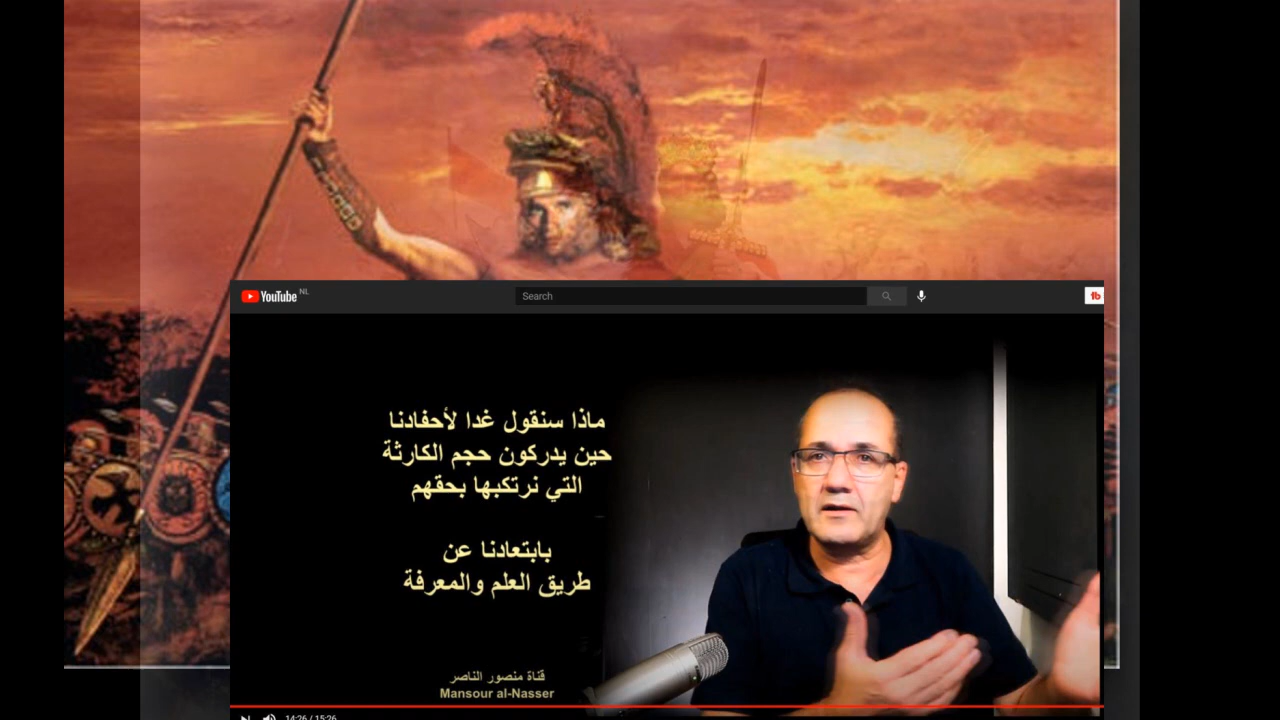 YouTube NL
Search
ماذا سنقول غدا لأحفادنا
حين يدركون حجم الكارثة
التي نرتكبها بحقهم
بابتعادنا عن
طريق العلم والمعرفة
قناة منصور الناصر
Mansour al-Nasser
14:26 / 15:26